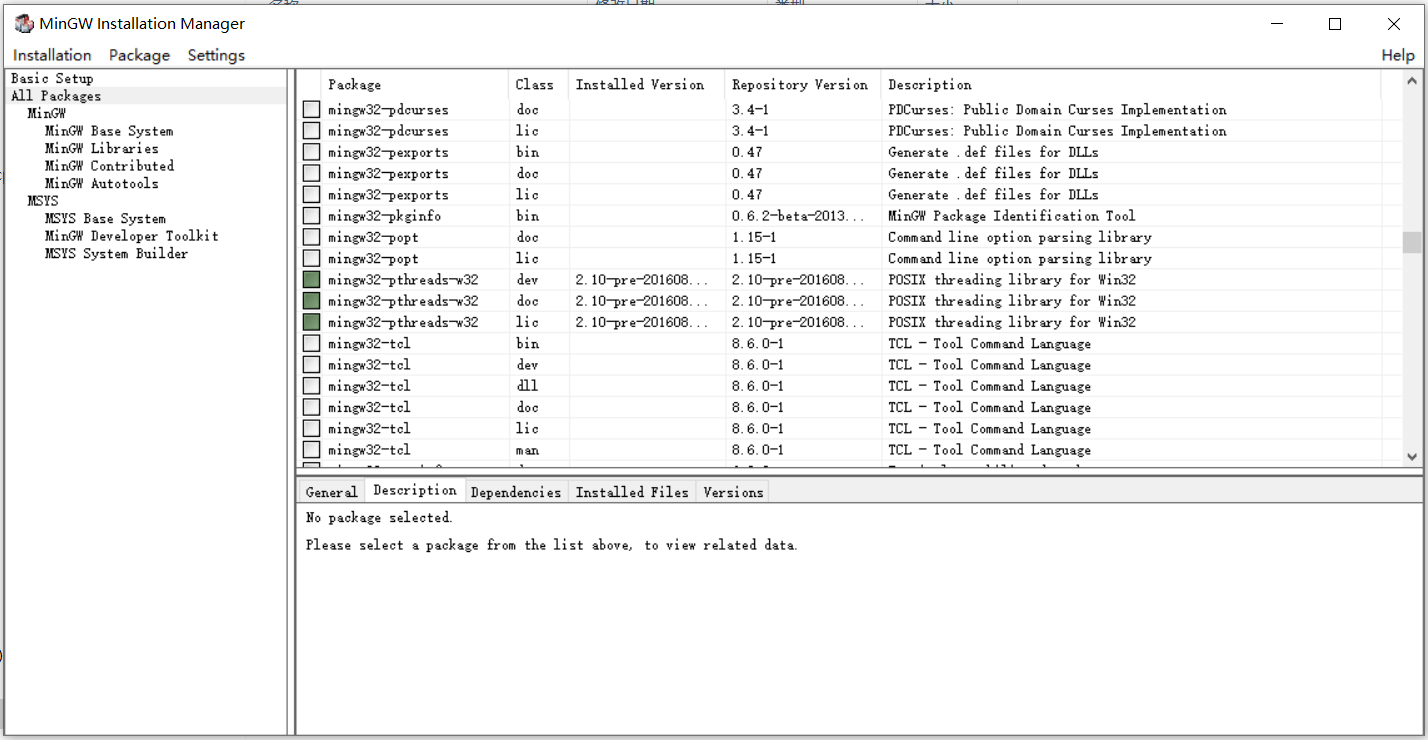 名称 修改日期 类型 大小
MinGW Installation Manager
Installation Package Settings Help
Basic Setup
All Packages
MinGW
MinGW Base System
MinGW Libraries
MinGW Contributed
MinGW Autotools
MSYS
MSYS Base System
MinGW Developer Toolkit
MSYS System Builder
Package Class Installed Version Repository Version Description
mingw32-pdcurses doc 3.4-1 PDCurses: Public Domain Curses Implementation
mingw32-pdcurses lic 3.4-1 PDCurses: Public Domain Curses Implementation
mingw32-pexports bin 0.47 Generate .def files for DLLs
mingw32-pexports doc 0.47 Generate .def files for DLLs
mingw32-pexports lic 0.47 Generate .def files for DLLs
mingw32-pkginfo bin 0.6.2-beta-2013... MinGW Package Identification Tool
mingw32-popt doc 1.15-1 Command line option parsing library
mingw32-popt lic 1.15-1 Command line option parsing library
mingw32-pthreads-w32 dev 2.10-pre-201608... 2.10-pre-201608... POSIX threading library for Win32
mingw32-pthreads-w32 doc 2.10-pre-201608... 2.10-pre-201608... POSIX threading library for Win32
mingw32-pthreads-w32 lic 2.10-pre-201608... 2.10-pre-201608... POSIX threading library for Win32
mingw32-tcl bin 8.6.0-1 TCL - Tool Command Language
mingw32-tcl dev 8.6.0-1 TCL - Tool Command Language
mingw32-tcl dll 8.6.0-1 TCL - Tool Command Language
mingw32-tcl doc 8.6.0-1 TCL - Tool Command Language
mingw32-tcl lic 8.6.0-1 TCL - Tool Command Language
mingw32-tcl man 8.6.0-1 TCL - Tool Command Language
General Description Dependencies Installed Files Versions
No package selected.
Please select a package from the list above, to view related data.